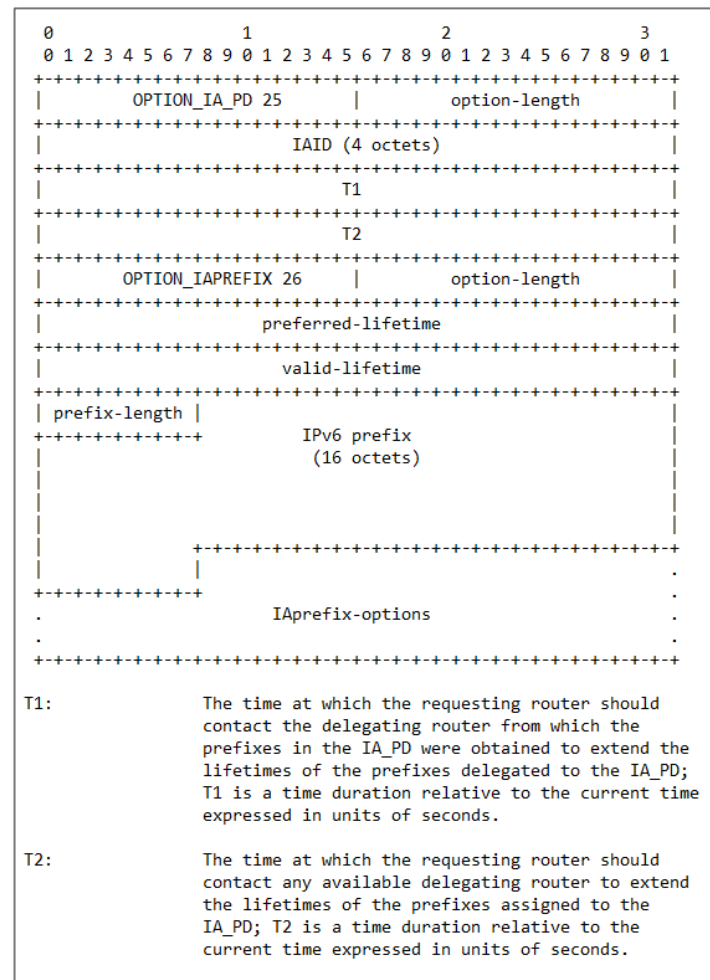 0                   1                   2                   3
0 1 2 3 4 5 6 7 8 9 0 1 2 3 4 5 6 7 8 9 0 1 2 3 4 5 6 7 8 9 0 1
+-+-+-+-+-+-+-+-+-+-+-+-+-+-+-+-+-+-+-+-+-+-+-+-+-+-+-+-+-+-+-+-+
|         OPTION_IA_PD 25       |         option-length         |
+-+-+-+-+-+-+-+-+-+-+-+-+-+-+-+-+-+-+-+-+-+-+-+-+-+-+-+-+-+-+-+-+
|                         IAID (4 octets)                       |
+-+-+-+-+-+-+-+-+-+-+-+-+-+-+-+-+-+-+-+-+-+-+-+-+-+-+-+-+-+-+-+-+
|                              T1                               |
+-+-+-+-+-+-+-+-+-+-+-+-+-+-+-+-+-+-+-+-+-+-+-+-+-+-+-+-+-+-+-+-+
|                              T2                               |
+-+-+-+-+-+-+-+-+-+-+-+-+-+-+-+-+-+-+-+-+-+-+-+-+-+-+-+-+-+-+-+-+
|        OPTION_IAPREFIX 26     |         option-length         |
+-+-+-+-+-+-+-+-+-+-+-+-+-+-+-+-+-+-+-+-+-+-+-+-+-+-+-+-+-+-+-+-+
|                      preferred-lifetime                       |
+-+-+-+-+-+-+-+-+-+-+-+-+-+-+-+-+-+-+-+-+-+-+-+-+-+-+-+-+-+-+-+-+
|                        valid-lifetime                         |
+-+-+-+-+-+-+-+-+-+-+-+-+-+-+-+-+-+-+-+-+-+-+-+-+-+-+-+-+-+-+-+-+
| prefix-length |                                               |
+-+-+-+-+-+-+-+-+          IPv6 prefix                          |
|                           (16 octets)                         |
|                                                               |
|                                                               |
|                                                               |
|               +-+-+-+-+-+-+-+-+-+-+-+-+-+-+-+-+-+-+-+-+-+-+-+-+
|               |                                               .
+-+-+-+-+-+-+-+-+                                               .
.                       IAprefix-options                        .
.                                                               .
+-+-+-+-+-+-+-+-+-+-+-+-+-+-+-+-+-+-+-+-+-+-+-+-+-+-+-+-+-+-+-+-+
T1: The time at which the requesting router should
contact the delegating router from which the
prefixes in the IA_PD were obtained to extend the
lifetimes of the prefixes delegated to the IA_PD;
T1 is a time duration relative to the current time
expressed in units of seconds.
T2: The time at which the requesting router should
contact any available delegating router to extend
the lifetimes of the prefixes assigned to the
IA_PD; T2 is a time duration relative to the
current time expressed in units of seconds.